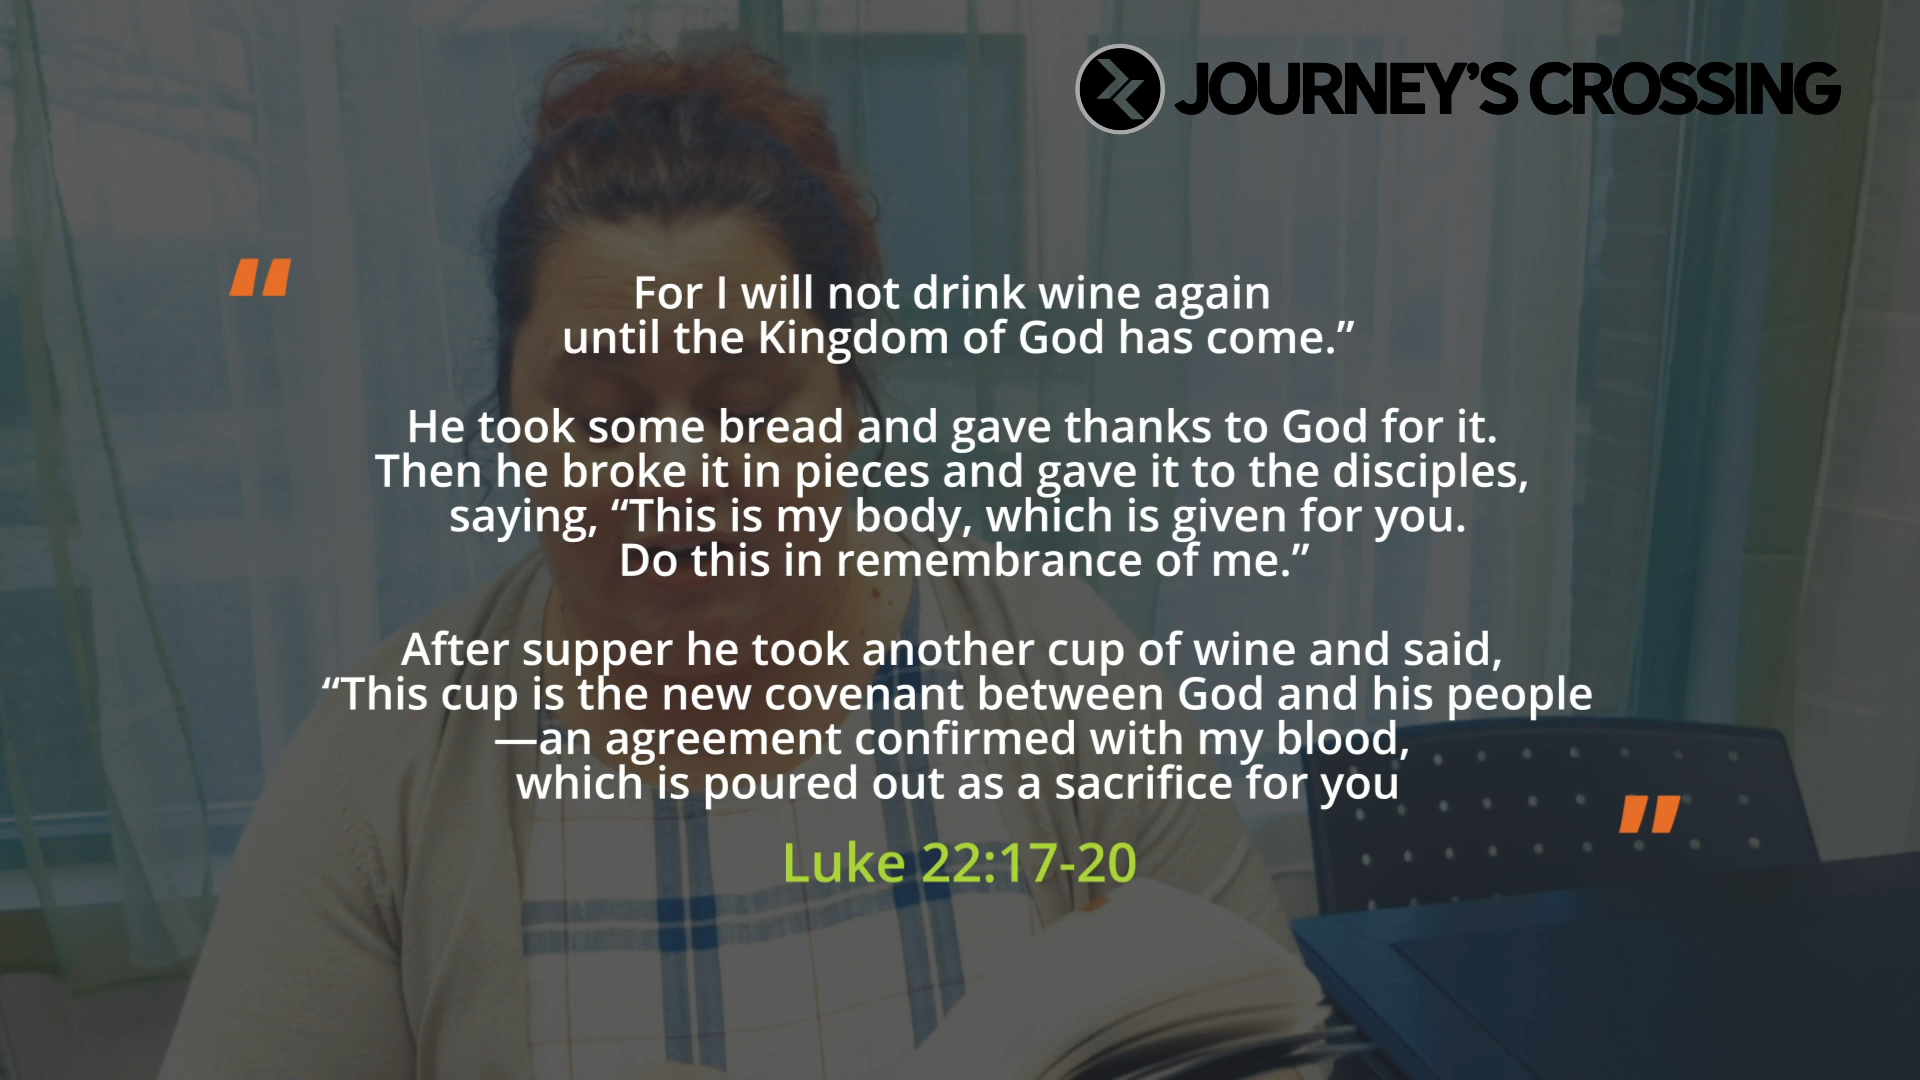 JOURNEY’S CROSSING
“
For I will not drink wine again
until the Kingdom of God has come.”
He took some bread and gave thanks to God for it.
Then he broke it in pieces and gave it to the disciples,
saying, “This is my body, which is given for you.
Do this in remembrance of me.”
After supper he took another cup of wine and said,
“This cup is the new covenant between God and his people
—an agreement confirmed with my blood,
which is poured out as a sacrifice for you
”
Luke 22:17-20